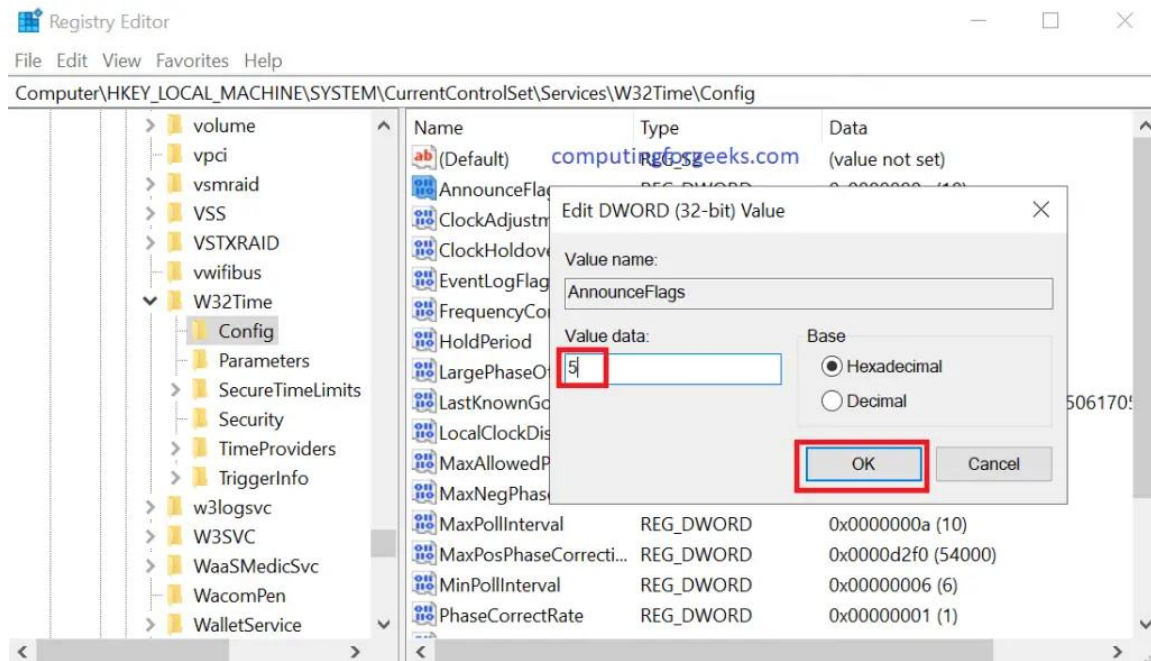 Registry Editor
File Edit View Favorites Help
Computer\HKEY_LOCAL_MACHINE\SYSTEM\CurrentControlSet\Services\W32Time\Config
volume
vpci
vsmraid
VSS
VSTXRAID
vwifibus
W32Time
Config
Parameters
SecureTimeLimits
Security
TimeProviders
TriggerInfo
w3logsvc
W3SVC
WaaSMedicSvc
WacomPen
WalletService
Name Type Data
(Default) (value not set)
computingforgeeks.com
AnnounceFlag
ClockAdjustm
ClockHoldove
EventLogFlag
FrequencyCo
HoldPeriod
LargePhaseO
LastKnownGo 506170
LocalClockDis
MaxAllowedP
MaxNegPhas
MaxPollInterval REG_DWORD 0x0000000a (10)
MaxPosPhaseCorrecti... REG_DWORD 0x0000d2f0 (54000)
MinPollInterval REG_DWORD 0x00000006 (6)
PhaseCorrectRate REG_DWORD 0x00000001 (1)
Edit DWORD (32-bit) Value
Value name:
AnnounceFlags
Value data:
5
Base
Hexadecimal
Decimal
OK Cancel